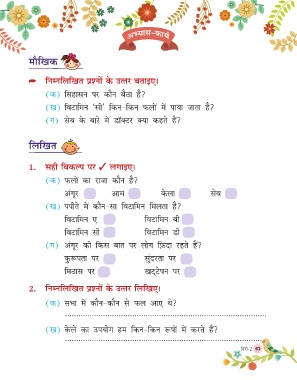 अभ्यास-कार्य
मौखिक
निम्नलिखित प्रश्नों के उत्तर बताइए।
(क) सिंहासन पर कौन बैठा है?
(ख) विटामिन 'सी' किन-किन फलों में पाया जाता है?
(ग) सेब के बारे में डॉक्टर क्या कहते हैं?
लिखित
1. सही विकल्प पर ✓ लगाइए।
(क) फलों का राजा कौन है?
अंगूर आम केला सेब
(ख) पपीते में कौन-सा विटामिन मिलता है?
विटामिन ए विटामिन बी
विटामिन सी विटामिन डी
(ग) अंगूर की किस बात पर लोग फ़िदा रहते हैं?
कुरूपता पर सुंदरता पर
मिठास पर खट्टेपन पर
2. निम्नलिखित प्रश्नों के उत्तर लिखिए।
(क) सभा में कौन-कौन से फल आए थे?
(ख) केले का उपयोग हम किन-किन रूपों में करते हैं?